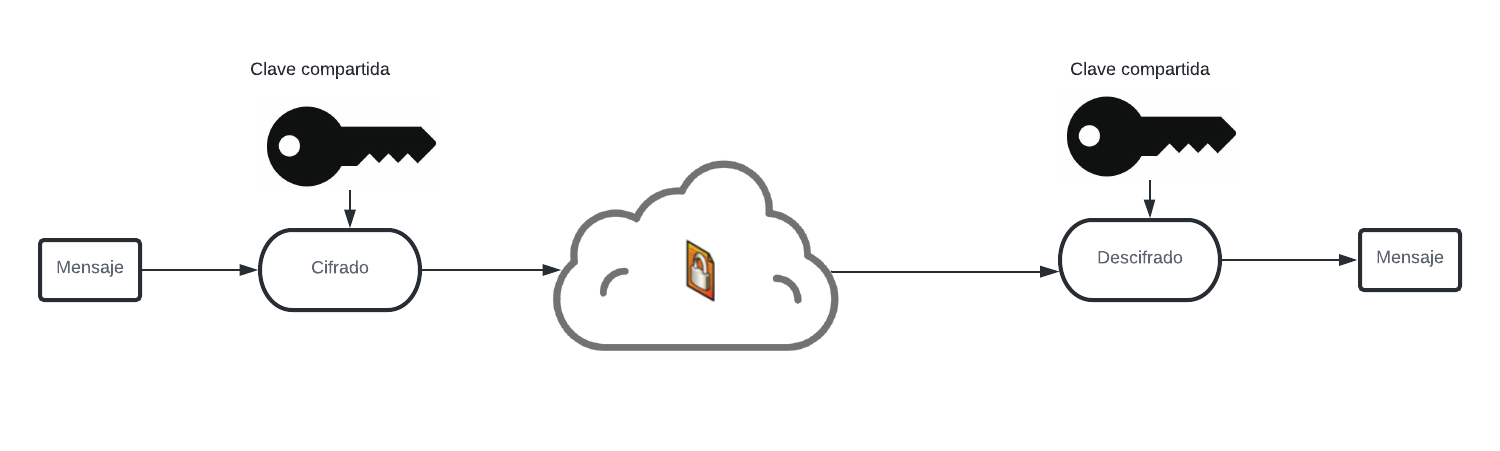 Clave compartida
Clave compartida
Mensaje
Cifrado
Descifrado
Mensaje